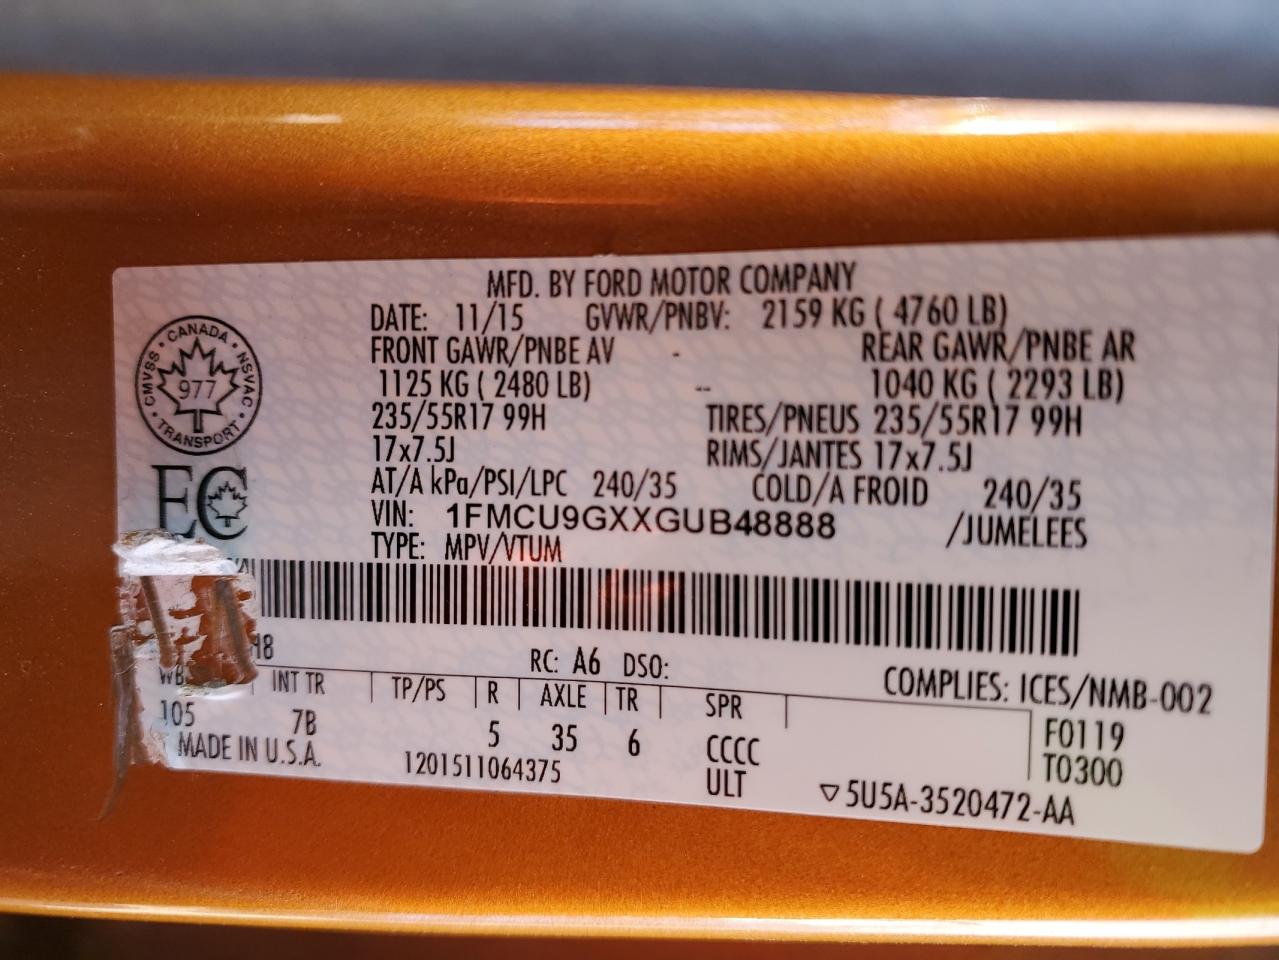 MFD. BY FORD MOTOR COMPANY
DATE: 11/15 GVWR/PNBV: 2159 KG ( 4760 LB)
FRONT GAWR/PNBE AV - REAR GAWR/PNBE AR
1125 KG ( 2480 LB) -- 1040 KG ( 2293 LB)
235/55R17 99H TIRES/PNEUS 235/55R17 99H
17x7.5J RIMS/JANTES 17x7.5J
AT/A kPa/PSI/LPC 240/35 COLD/A FROID 240/35
VIN: 1FMCU9GXXGUB48888 /JUMELEES
TYPE: MPV/VTUM
CANADA • NSVAC • TRANSPORT • CMVSS •
977
EC
H8 RC: A6 DSO:
WB INT TR TP/PS R AXLE TR SPR COMPLIES: ICES/NMB-002
105 7B 5 35 6 CCCC F0119
MADE IN U.S.A. 1201511064375 ULT T0300
▽5U5A-3520472-AA